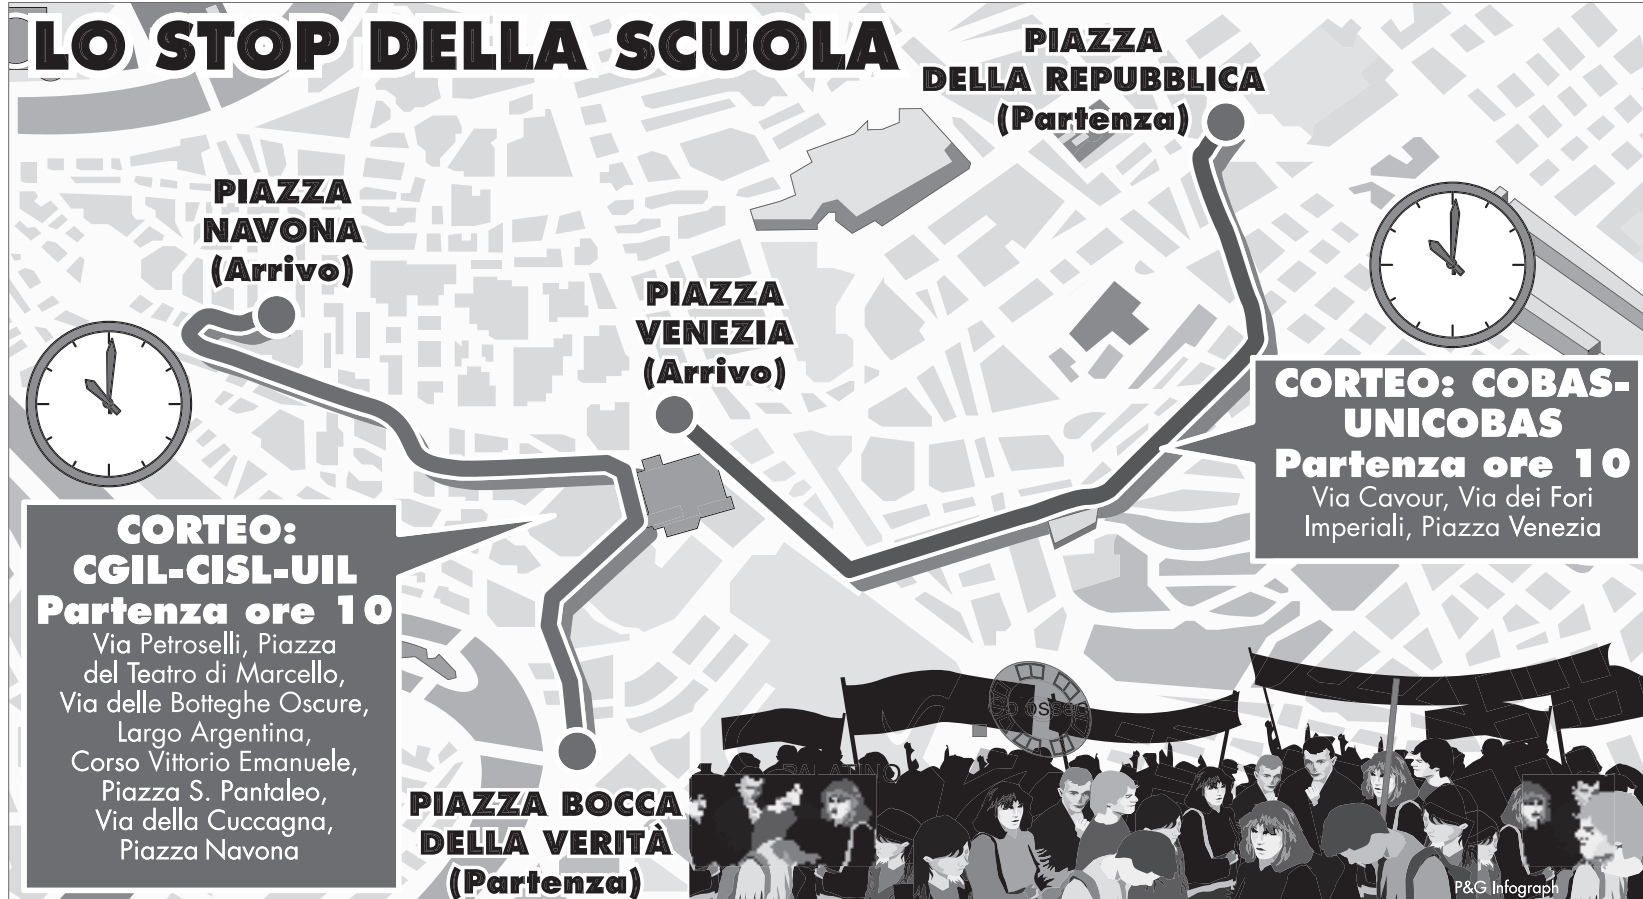 LO STOP DELLA SCUOLA
PIAZZA
DELLA REPUBBLICA
(Partenza)
PIAZZA
NAVONA
(Arrivo)
PIAZZA
VENEZIA
(Arrivo)
CORTEO: COBAS-
UNICOBAS
Partenza ore 10
Via Cavour, Via dei Fori
Imperiali, Piazza Venezia
CORTEO:
CGIL-CISL-UIL
Partenza ore 10
Via Petroselli, Piazza
del Teatro di Marcello,
Via delle Botteghe Oscure,
Largo Argentina,
Corso Vittorio Emanuele,
Piazza S. Pantaleo,
Via della Cuccagna,
Piazza Navona
PIAZZA BOCCA
DELLA VERITÀ
(Partenza)
PALATINO
P&G Infograph